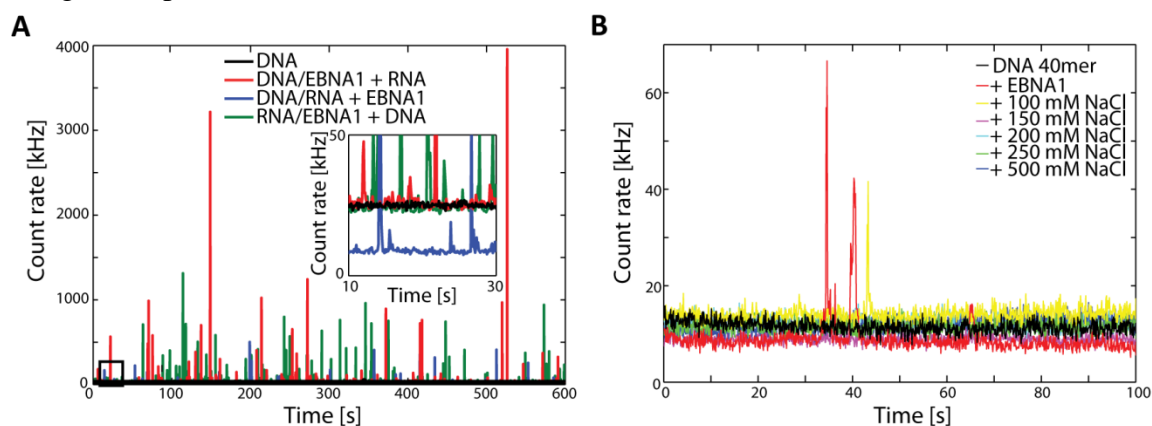 A
B
4000
3000
2000
1000
0
Count rate [kHz]
DNA
DNA/EBNA1 + RNA
DNA/RNA + EBNA1
RNA/EBNA1 + DNA
50
0
Count rate [kHz]
10
30
Time [s]
0
100
200
300
400
500
600
Time [s]
60
40
20
0
Count rate [kHz]
DNA 40mer
+ EBNA1
+ 100 mM NaCl
+ 150 mM NaCl
+ 200 mM NaCl
+ 250 mM NaCl
+ 500 mM NaCl
0
20
40
60
80
100
Time [s]